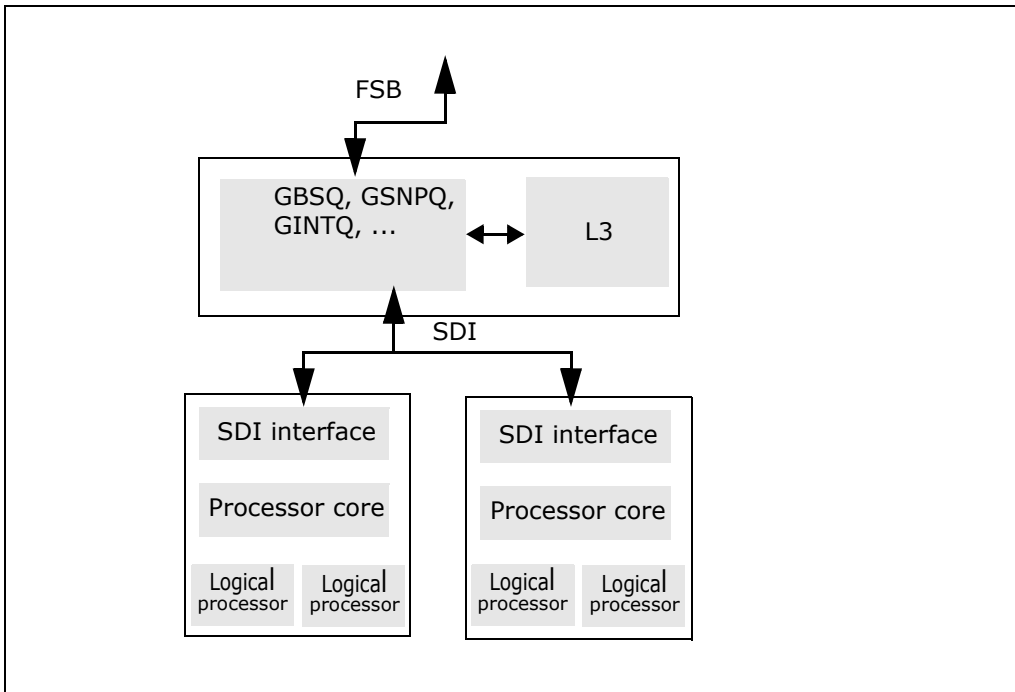 FSB
GBSQ, GSNPQ,
GINTQ, ...
L3
SDI
SDI interface
Processor core
Logical
processor
Logical
processor
SDI interface
Processor core
Logical
processor
Logical
processor